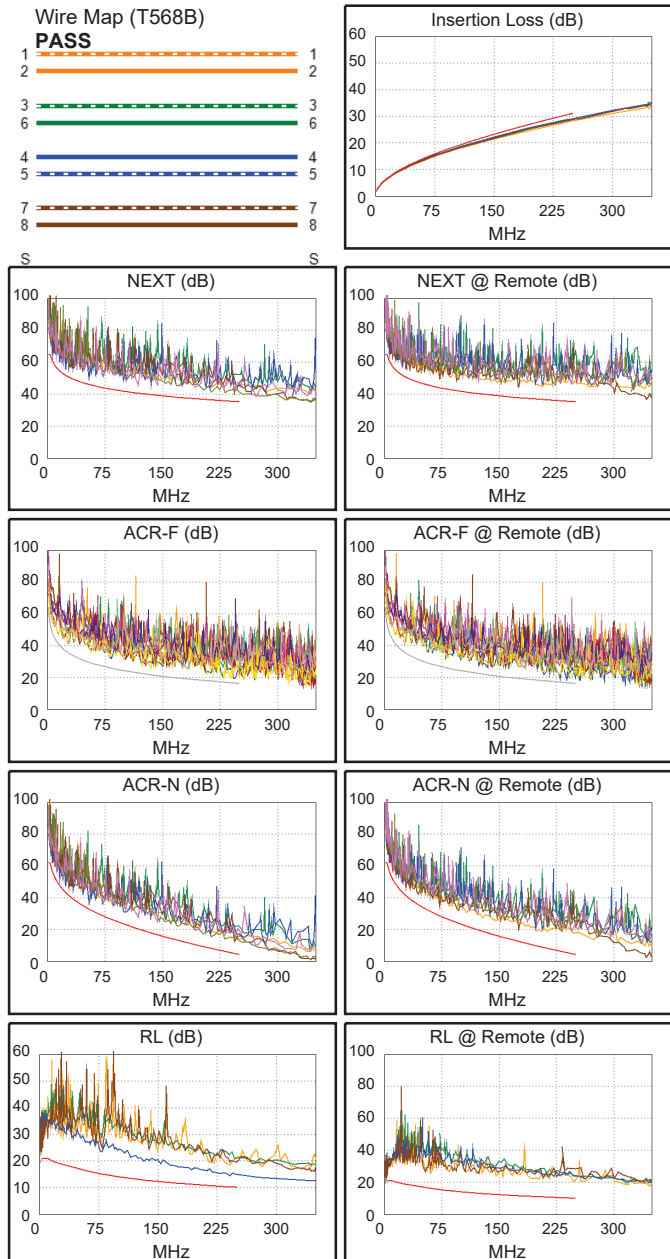 Wire Map (T568B)
PASS
1 1
2 2
3 3
6 6
4 4
5 5
7 7
8 8
S S
Insertion Loss (dB)
60
50
40
30
20
10
0
0 75 150 225 300
MHz
NEXT (dB)
100
80
60
40
20
0
0 75 150 225 300
MHz
NEXT @ Remote (dB)
100
80
60
40
20
0
0 75 150 225 300
MHz
ACR-F (dB)
100
80
60
40
20
0
0 75 150 225 300
MHz
ACR-F @ Remote (dB)
100
80
60
40
20
0
0 75 150 225 300
MHz
ACR-N (dB)
100
80
60
40
20
0
0 75 150 225 300
MHz
ACR-N @ Remote (dB)
100
80
60
40
20
0
0 75 150 225 300
MHz
RL (dB)
60
50
40
30
20
10
0
0 75 150 225 300
MHz
RL @ Remote (dB)
100
80
60
40
20
0
0 75 150 225 300
MHz